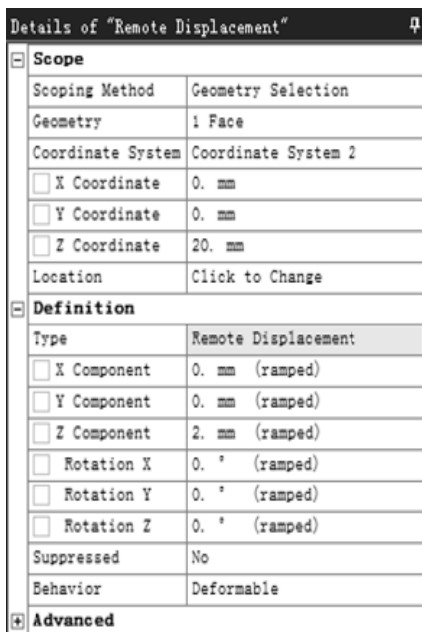 Details of "Remote Displacement"
Scope
Scoping Method Geometry Selection
Geometry 1 Face
Coordinate System Coordinate System 2
X Coordinate 0. mm
Y Coordinate 0. mm
Z Coordinate 20. mm
Location Click to Change
Definition
Type Remote Displacement
X Component 0. mm (ramped)
Y Component 0. mm (ramped)
Z Component 2. mm (ramped)
Rotation X 0. ° (ramped)
Rotation Y 0. ° (ramped)
Rotation Z 0. ° (ramped)
Suppressed No
Behavior Deformable
Advanced